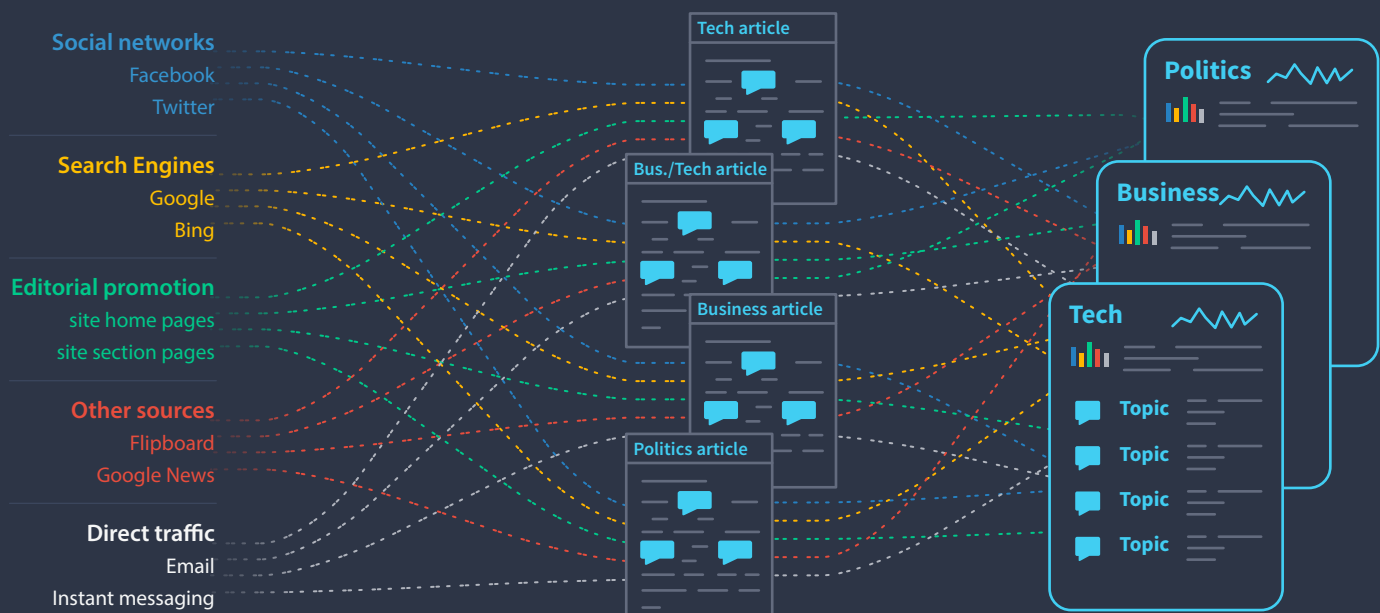 Social networks
Facebook
Twitter
Search Engines
Google
Bing
Editorial promotion
site home pages
site section pages
Other sources
Flipboard
Google News
Direct traffic
Email
Instant messaging
Tech article
Bus./Tech article
Business article
Politics article
Politics
Business
Tech
Topic
Topic
Topic
Topic